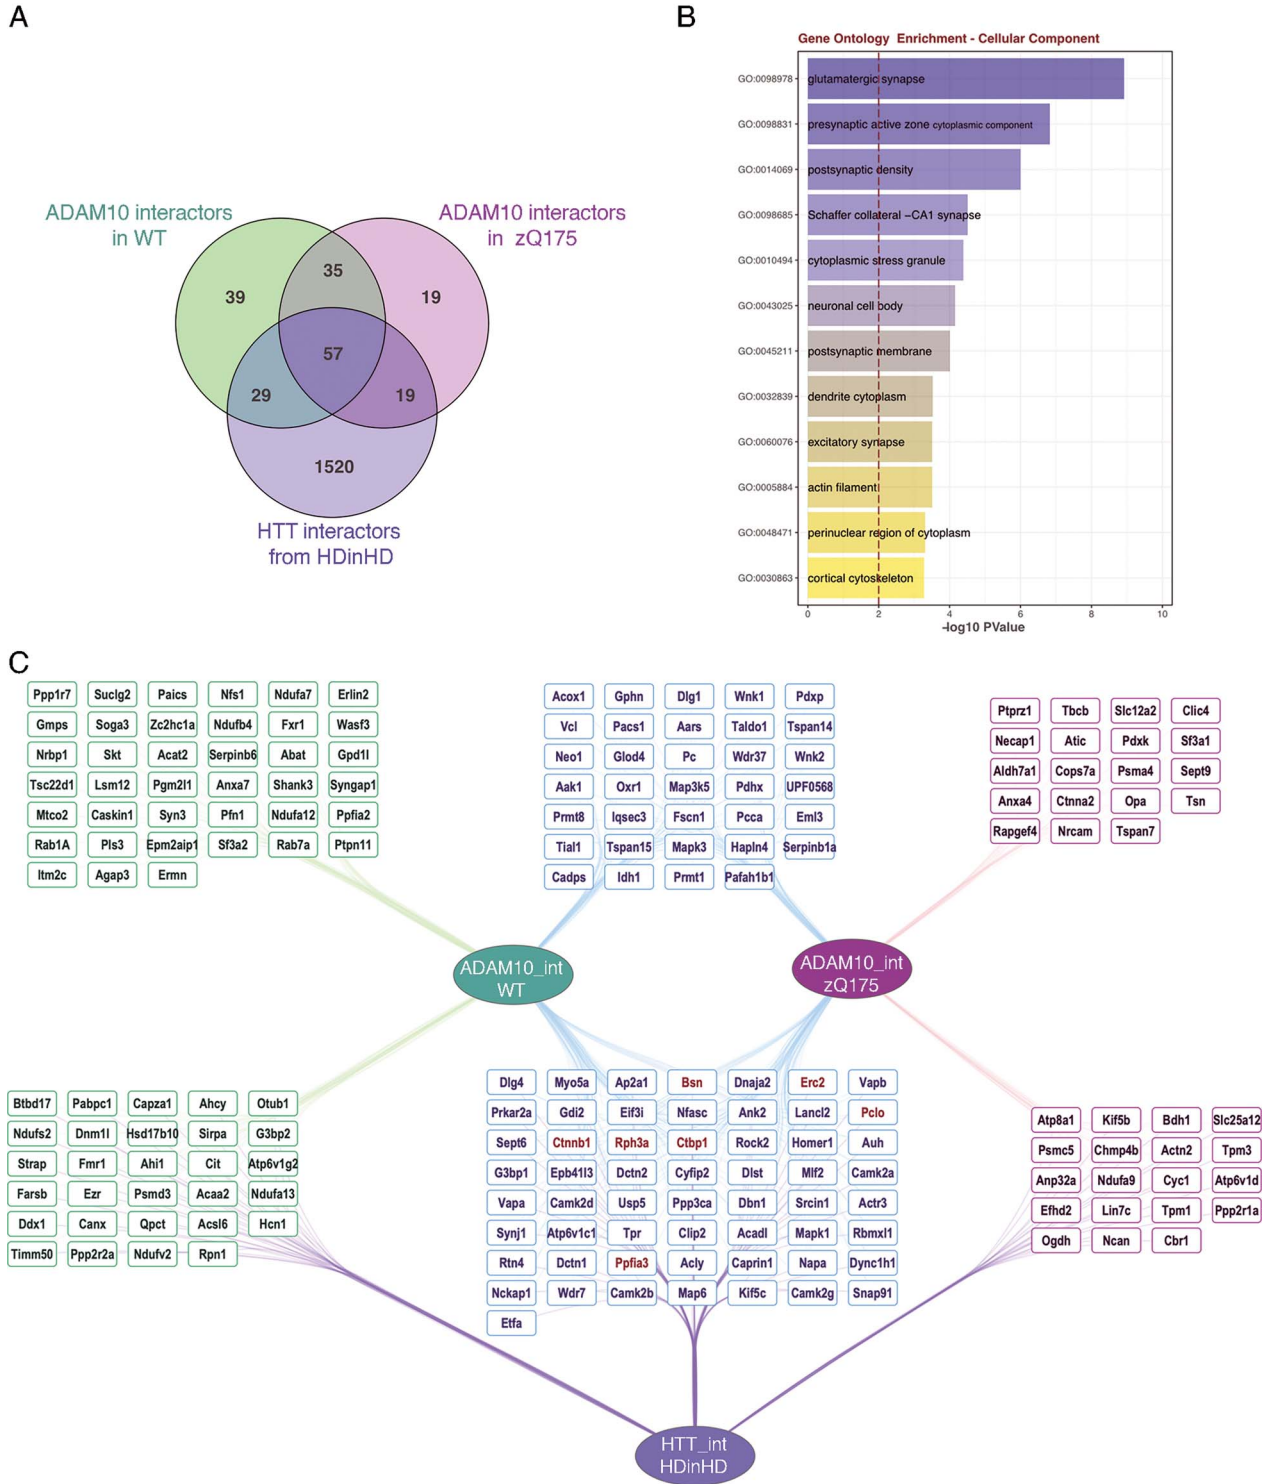 A
ADAM10 interactors
in WT
ADAM10 interactors
in zQ175
35
39
19
57
29
19
1520
HTT interactors
from HDinHD
B
Gene Ontology Enrichment - Cellular Component
GO:0098978 glutamatergic synapse
GO:0098831 presynaptic active zone cytoplasmic component
GO:0014069 postsynaptic density
GO:0098685 Schaffer collateral −CA1 synapse
GO:0010494 cytoplasmic stress granule
GO:0043025 neuronal cell body
GO:0045211 postsynaptic membrane
GO:0032839 dendrite cytoplasm
GO:0060076 excitatory synapse
GO:0005884 actin filament
GO:0048471 perinuclear region of cytoplasm
GO:0030863 cortical cytoskeleton
0 2 4 6 8 10
-log10 PValue
C
Ppp1r7 Suclg2 Paics Nfs1 Ndufa7 Erlin2
Gmps Soga3 Zc2hc1a Ndufb4 Fxr1 Wasf3
Nrbp1 Skt Acat2 Serpinb6 Abat Gpd1l
Tsc22d1 Lsm12 Pgm2l1 Anxa7 Shank3 Syngap1
Mtco2 Caskin1 Syn3 Pfn1 Ndufa12 Ppfia2
Rab1A Pls3 Epm2aip1 Sf3a2 Rab7a Ptpn11
Itm2c Agap3 Ermn
Acox1 Gphn Dlg1 Wnk1 Pdxp
Vcl Pacs1 Aars Taldo1 Tspan14
Neo1 Glod4 Pc Wdr37 Wnk2
Aak1 Oxr1 Map3k5 Pdhx UPF0568
Prmt8 Iqsec3 Fscn1 Pcca Eml3
Tial1 Tspan15 Mapk3 Hapln4 Serpinb1a
Cadps Idh1 Prmt1 Pafah1b1
Ptprz1 Tbcb Slc12a2 Clic4
Necap1 Atic Pdxk Sf3a1
Aldh7a1 Cops7a Psma4 Sept9
Anxa4 Ctnna2 Opa Tsn
Rapgef4 Nrcam Tspan7
ADAM10_int
WT
ADAM10_int
zQ175
Btbd17 Pabpc1 Capza1 Ahcy Otub1
Ndufs2 Dnm1l Hsd17b10 Sirpa G3bp2
Strap Fmr1 Ahi1 Cit Atp6v1g2
Farsb Ezr Psmd3 Acaa2 Ndufa13
Ddx1 Canx Qpct Acsl6 Hcn1
Timm50 Ppp2r2a Ndufv2 Rpn1
Dlg4 Myo5a Ap2a1 Bsn Dnaja2 Erc2 Vapb
Prkar2a Gdi2 Eif3i Nfasc Ank2 Lancl2 Pclo
Sept6 Ctnnb1 Rph3a Ctbp1 Rock2 Homer1 Auh
G3bp1 Epb41l3 Dctn2 Cyfip2 Dlst Mlf2 Camk2a
Vapa Camk2d Usp5 Ppp3ca Dbn1 Srcin1 Actr3
Synj1 Atp6v1c1 Tpr Clip2 Acadl Mapk1 Rbmxl1
Rtn4 Dctn1 Ppfia3 Acly Caprin1 Napa Dync1h1
Nckap1 Wdr7 Camk2b Map6 Kif5c Camk2g Snap91
Etfa
Atp8a1 Kif5b Bdh1 Slc25a12
Psmc5 Chmp4b Actn2 Tpm3
Anp32a Ndufa9 Cyc1 Atp6v1d
Efhd2 Lin7c Tpm1 Ppp2r1a
Ogdh Ncan Cbr1
HTT_int
HDinHD